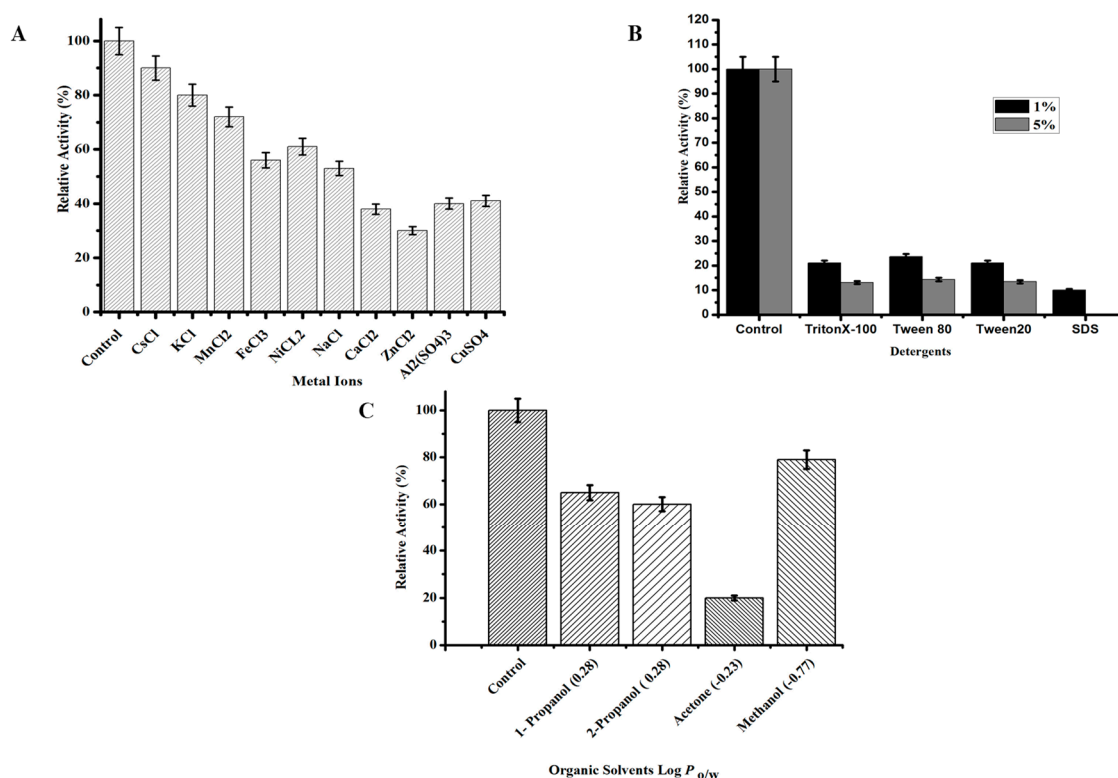 A
Relative Activity (%)
100
80
60
40
20
0
Control
CsCl
KCl
MnCl2
FeCl3
NiCL2
NaCl
CaCl2
ZnCl2
Al2(SO4)3
CuSO4
Metal Ions
B
Relative Activity (%)
120
110
100
90
80
70
60
50
40
30
20
10
0
1%
5%
Control
TritonX-100
Tween 80
Tween20
SDS
Detergents
C
Relative Activity (%)
100
80
60
40
20
0
Control
1- Propanol (0.28)
2-Propanol ( 0.28)
Acetone (-0.23)
Methanol (-0.77)
Organic Solvents Log P o/w